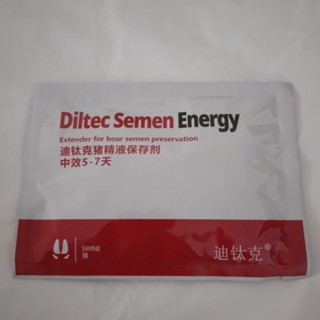 Diltec Semen Energy
Extender for boar semen preservation
迪钛克猪精液保存剂
中效5-7天
SWINE
猪
迪钛克®